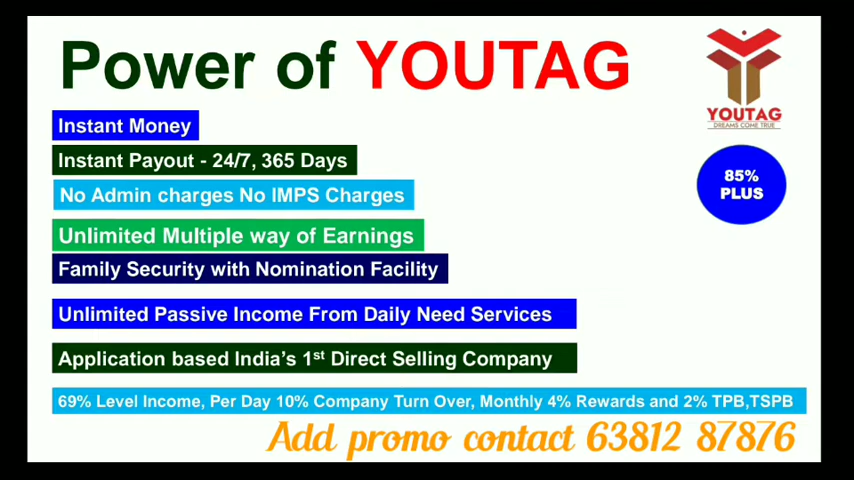 Power of YOUTAG
YOUTAG
DREAMS COME TRUE
Instant Money
Instant Payout - 24/7, 365 Days
No Admin charges No IMPS Charges
85%
PLUS
Unlimited Multiple way of Earnings
Family Security with Nomination Facility
Unlimited Passive Income From Daily Need Services
Application based India's 1st Direct Selling Company
69% Level Income, Per Day 10% Company Turn Over, Monthly 4% Rewards and 2% TPB,TSPB
Add promo contact 63812 87876